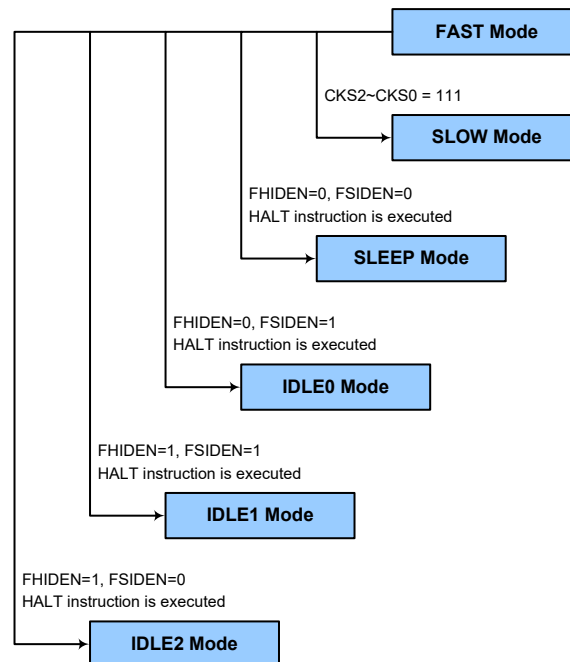 FAST Mode
CKS2~CKS0 = 111
SLOW Mode
FHIDEN=0, FSIDEN=0
HALT instruction is executed
SLEEP Mode
FHIDEN=0, FSIDEN=1
HALT instruction is executed
IDLE0 Mode
FHIDEN=1, FSIDEN=1
HALT instruction is executed
IDLE1 Mode
FHIDEN=1, FSIDEN=0
HALT instruction is executed
IDLE2 Mode